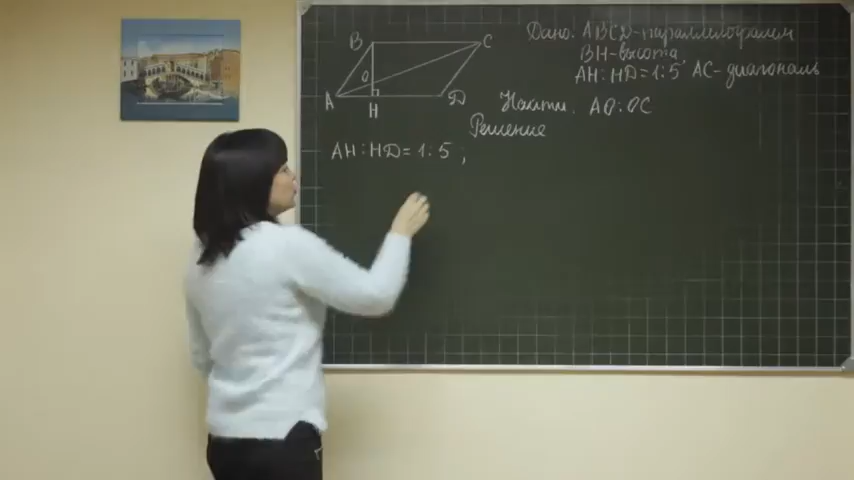 B C
O
A D
H
Дано: ABCD - параллелограмм
BH - высота,
AH:HD=1:5, AC - диагональ
Найти: AO:OC
Решение
AH:HD=1:5,